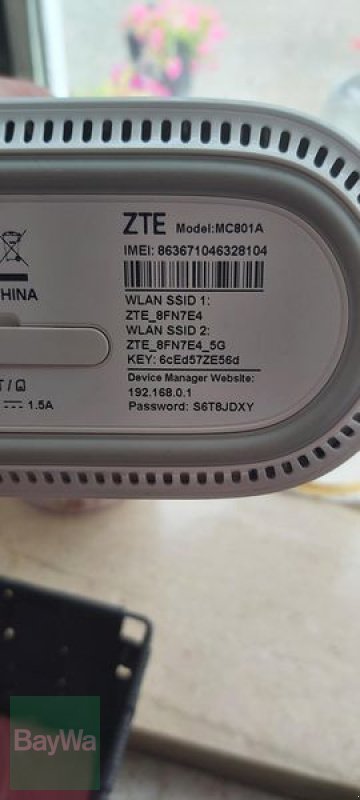 ZTE Model:MC801A
IMEI: 863671046328104
WLAN SSID 1:
ZTE_8FN7E4
WLAN SSID 2:
ZTE_8FN7E4_5G
KEY: 6cEd57ZE56d
Device Manager Website:
192.168.0.1
Password: S6T8JDXY
HINA
1.5A
BayWa